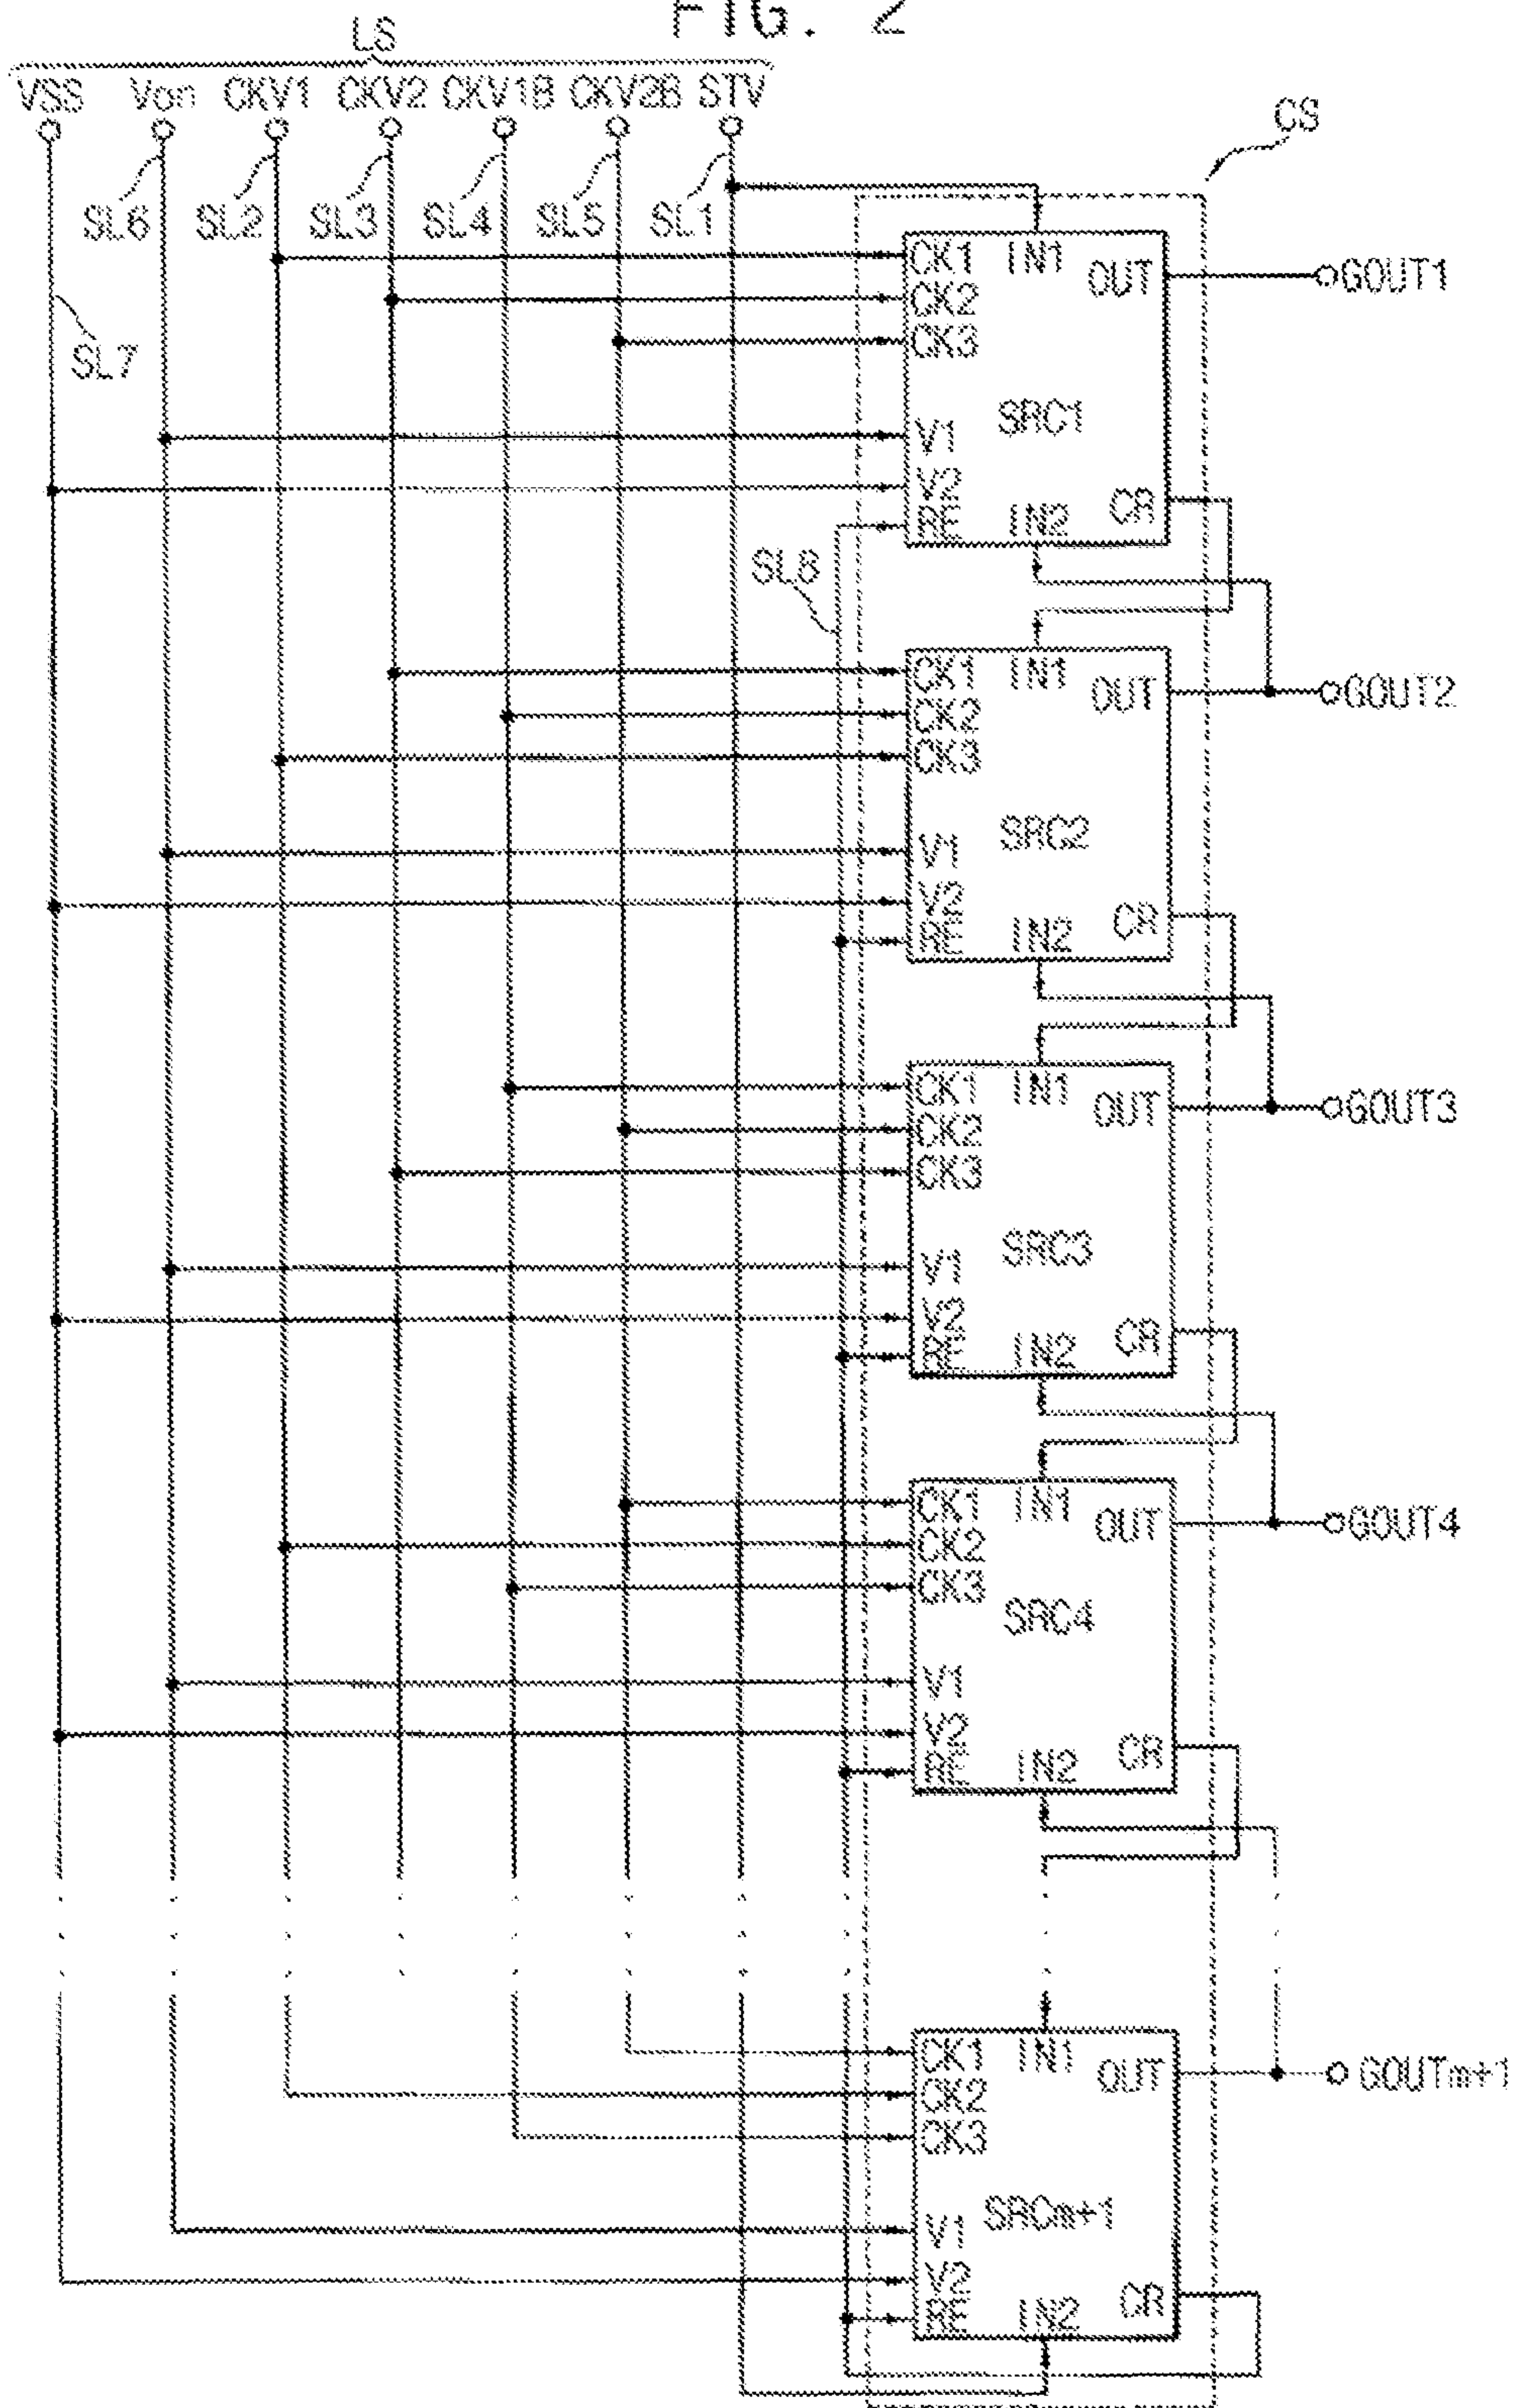 FIG. 2
LS
VSS Von CKV1 CKV2 CKV1B CKV2B STV
CS
SL6 SL2 SL3 SL4 SL5 SL1
SL7
CK1 IN1 OUT GOUT1
CK2
CK3
SRC1
V1
V2
RE IN2 CR
SL8
CK1 IN1 OUT GOUT2
CK2
CK3
SRC2
V1
V2
RE IN2 CR
CK1 IN1 OUT GOUT3
CK2
CK3
SRC3
V1
V2
RE IN2 CR
CK1 IN1 OUT GOUT4
CK2
CK3
SRC4
V1
V2
RE IN2 CR
CK1 IN1 OUT GOUTm+1
CK2
CK3
SRCm+1
V1
V2
RE IN2 CR